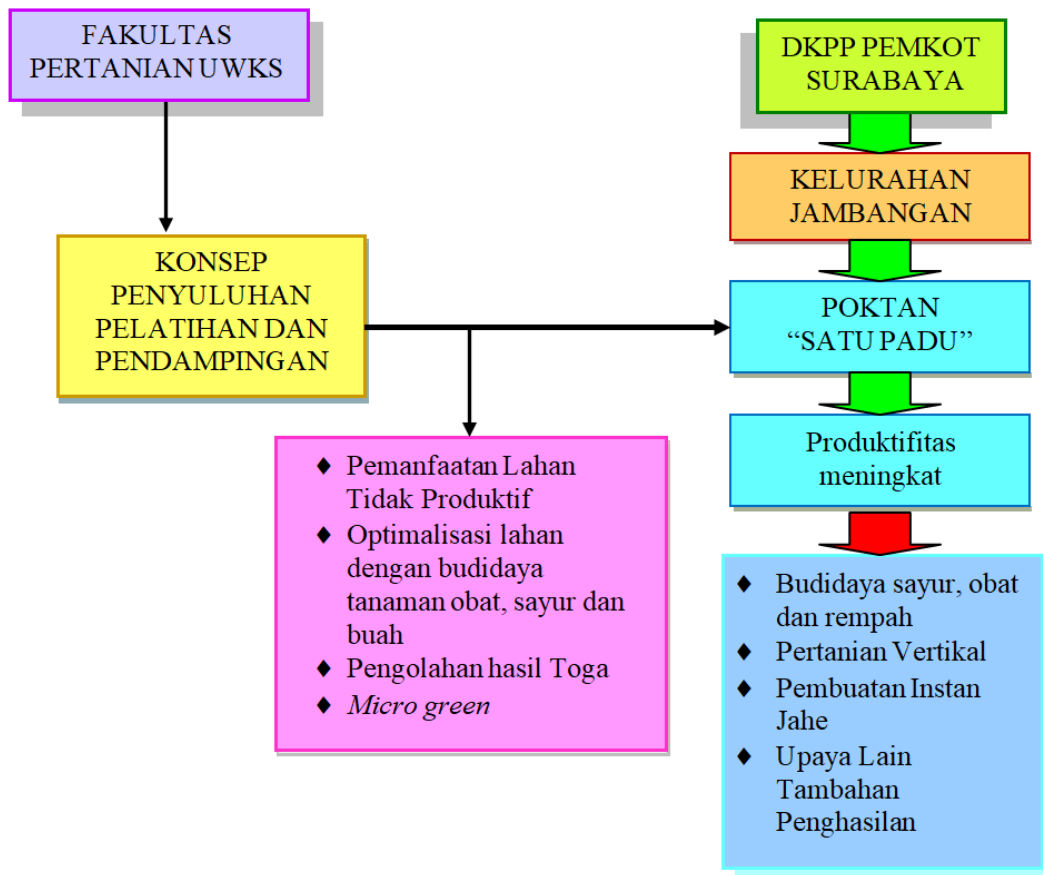 FAKULTAS
PERTANIAN UWKS
DKPP PEMKOT
SURABAYA
KELURAHAN
JAMBANGAN
KONSEP
PENYULUHAN
PELATIHAN DAN
PENDAMPINGAN
POKTAN
“SATU PADU”
Produktifitas
meningkat
♦ Pemanfaatan Lahan
Tidak Produktif
♦ Optimalisasi lahan
dengan budidaya
tanaman obat, sayur dan
buah
♦ Pengolahan hasil Toga
♦ Micro green
♦ Budidaya sayur, obat
dan rempah
♦ Pertanian Vertikal
♦ Pembuatan Instan
Jahe
♦ Upaya Lain
Tambahan
Penghasilan